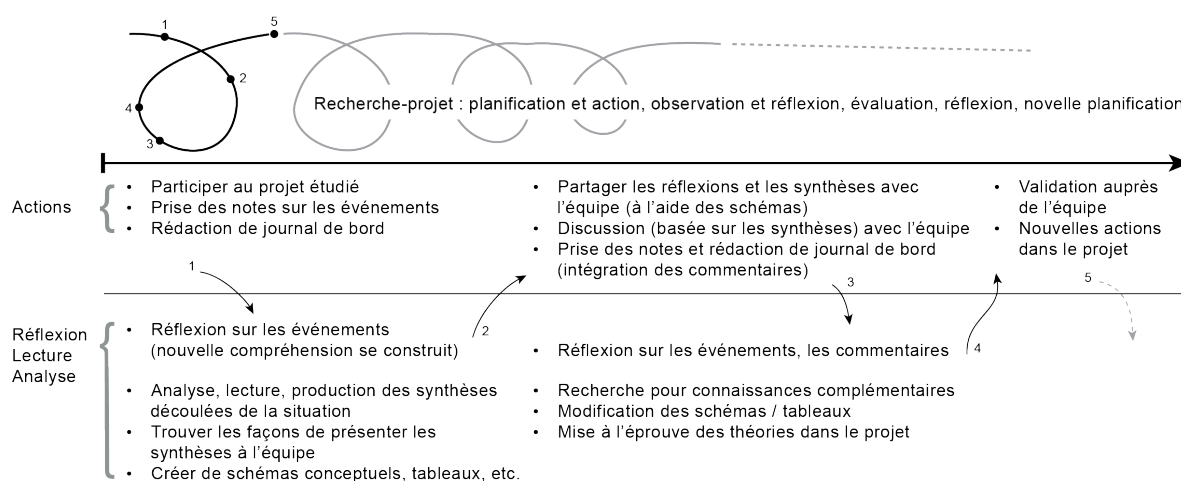 1
5
2
4
3
Recherche-projet : planification et action, observation et réflexion, évaluation, réflexion, novelle planification
Actions
• Participer au projet étudié
• Prise des notes sur les événements
• Rédaction de journal de bord
• Partager les réflexions et les synthèses avec
l’équipe (à l’aide des schémas)
• Discussion (basée sur les synthèses) avec l’équipe
• Prise des notes et rédaction de journal de bord
(intégration des commentaires)
• Validation auprès
de l’équipe
• Nouvelles actions
dans le projet
1
2
3
4
5
Réflexion
Lecture
Analyse
• Réflexion sur les événements
(nouvelle compréhension se construit)
• Analyse, lecture, production des synthèses
découlées de la situation
• Trouver les façons de présenter les
synthèses à l’équipe
• Créer de schémas conceptuels, tableaux, etc.
• Réflexion sur les événements, les commentaires
• Recherche pour connaissances complémentaires
• Modification des schémas / tableaux
• Mise à l’éprouve des théories dans le projet